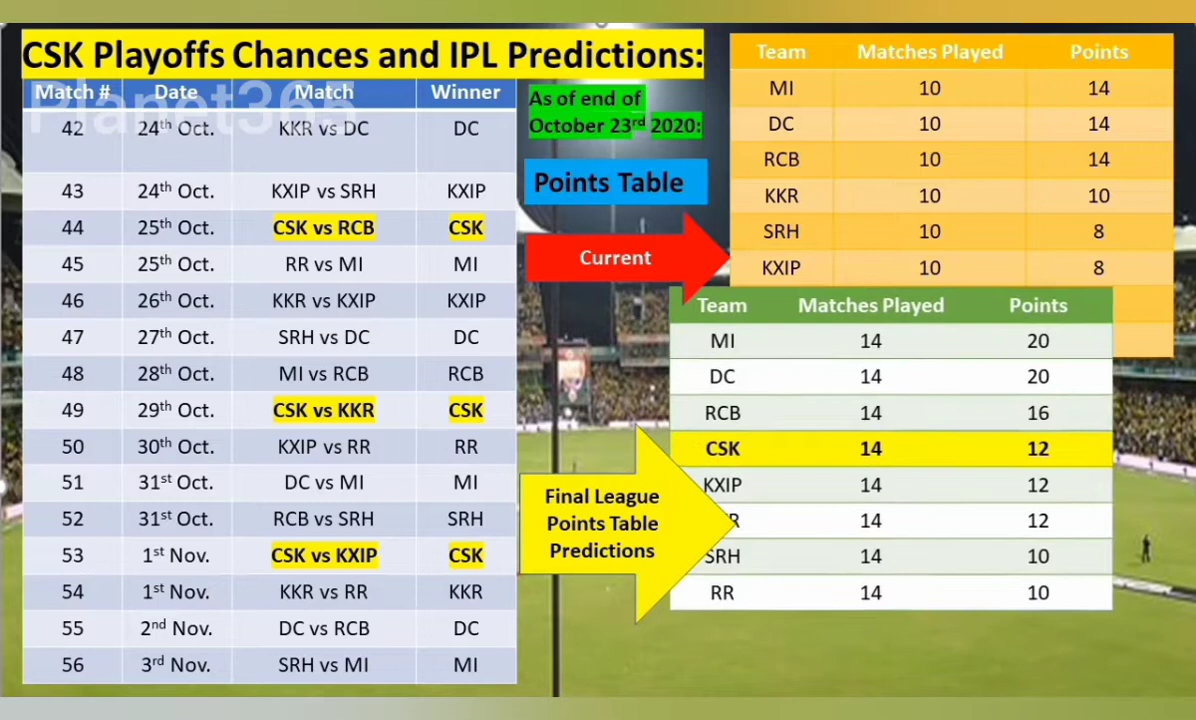 CSK Playoffs Chances and IPL Predictions:
Planet365
Match # Date Match Winner
42 24th Oct. KKR vs DC DC
43 24th Oct. KXIP vs SRH KXIP
44 25th Oct. CSK vs RCB CSK
45 25th Oct. RR vs MI MI
46 26th Oct. KKR vs KXIP KXIP
47 27th Oct. SRH vs DC DC
48 28th Oct. MI vs RCB RCB
49 29th Oct. CSK vs KKR CSK
50 30th Oct. KXIP vs RR RR
51 31st Oct. DC vs MI MI
52 31st Oct. RCB vs SRH SRH
53 1st Nov. CSK vs KXIP CSK
54 1st Nov. KKR vs RR KKR
55 2nd Nov. DC vs RCB DC
56 3rd Nov. SRH vs MI MI
As of end of
October 23rd 2020:
Points Table
Current
Team Matches Played Points
MI 10 14
DC 10 14
RCB 10 14
KKR 10 10
SRH 10 8
KXIP 10 8
Final League
Points Table
Predictions
Team Matches Played Points
MI 14 20
DC 14 20
RCB 14 16
CSK 14 12
KXIP 14 12
R 14 12
SRH 14 10
RR 14 10